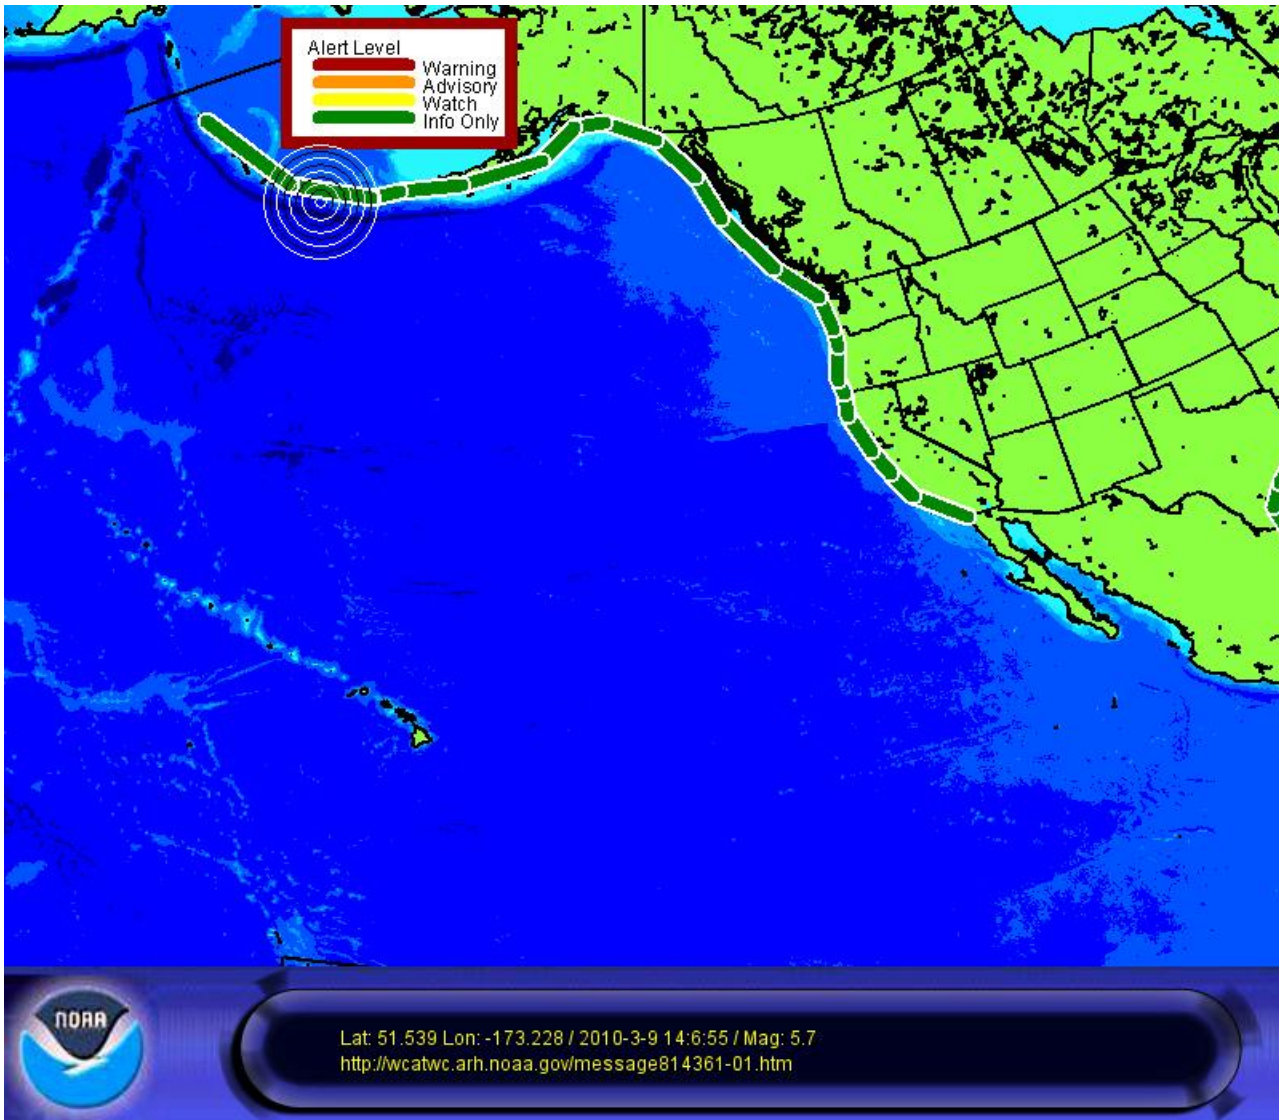 Alert Level
Warning
Advisory
Watch
Info Only
NOAA
Lat: 51.539 Lon: -173.228 / 2010-3-9 14:6:55 / Mag: 5.7
http://wcatwc.arh.noaa.gov/message814361-01.htm